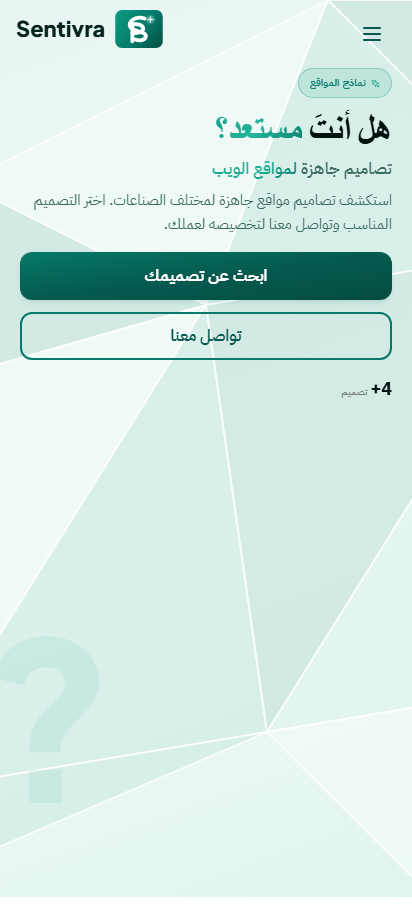 Sentivra
نماذج المواقع
هل أنتَ مستعد؟
تصاميم جاهزة لمواقع الويب
استكشف تصاميم مواقع جاهزة لمختلف الصناعات. اختر التصميم
المناسب وتواصل معنا لتخصيصه لعملك.
ابحث عن تصميمك
تواصل معنا
+4 تصميم
?